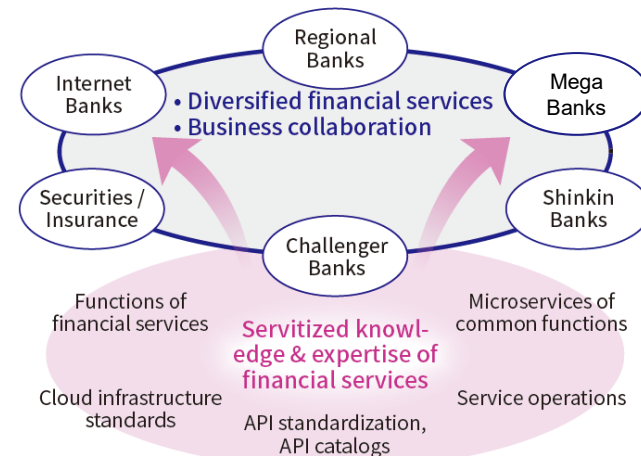 Regional
Banks
Internet
Banks
Mega
Banks
• Diversified financial services
• Business collaboration
Securities /
Insurance
Shinkin
Banks
Challenger
Banks
Functions of
financial services
Microservices of
common functions
Servitized knowl-
edge & expertise of
financial services
Cloud infrastructure
standards
Service operations
API standardization,
API catalogs